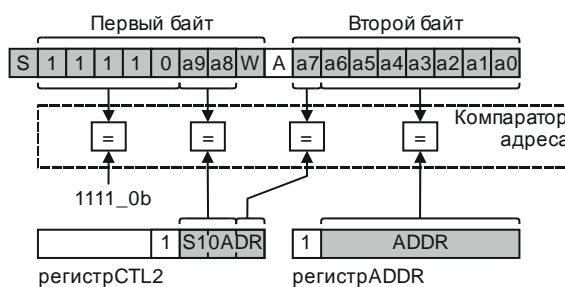 Первый байт Второй байт
S 1 1 1 1 0 a9 a8 W A a7 a6 a5 a4 a3 a2 a1 a0
Компаратор
= = = = адреса
1111_0b
1 S10ADR 1 ADDR
регистрCTL2 регистрADDR